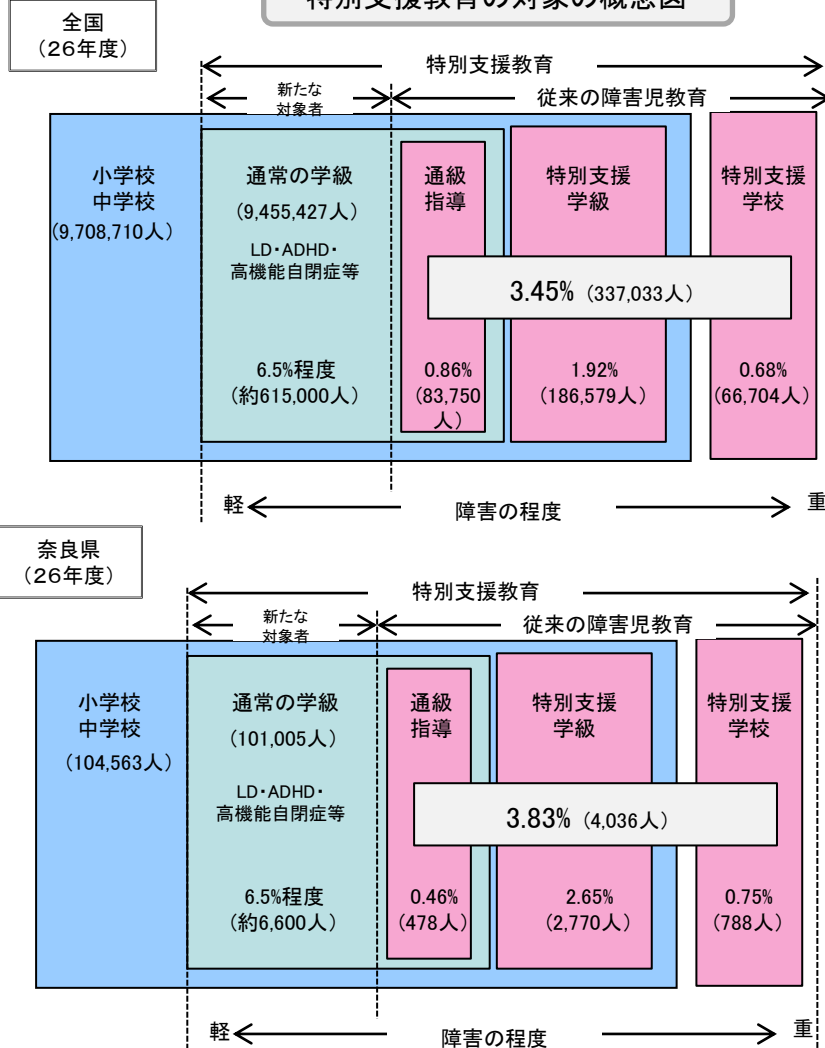 特別支援教育の対象の概念図
全国
（26年度）
特別支援教育
新たな
対象者
従来の障害児教育
小学校
中学校
（9,708,710人）
通常の学級
（9,455,427人）
LD・ADHD・
高機能自閉症等
6.5%程度
（約615,000人）
通級
指導
0.86%
（83,750
人）
特別支援
学級
1.92%
（186,579人）
特別支援
学校
0.68%
（66,704人）
3.45%（337,033人）
軽
障害の程度
重
奈良県
（26年度）
特別支援教育
新たな
対象者
従来の障害児教育
小学校
中学校
（104,563人）
通常の学級
（101,005人）
LD・ADHD・
高機能自閉症等
6.5%程度
（約6,600人）
通級
指導
0.46%
（478人）
特別支援
学級
2.65%
（2,770人）
特別支援
学校
0.75%
（788人）
3.83%（4,036人）
軽
障害の程度
重